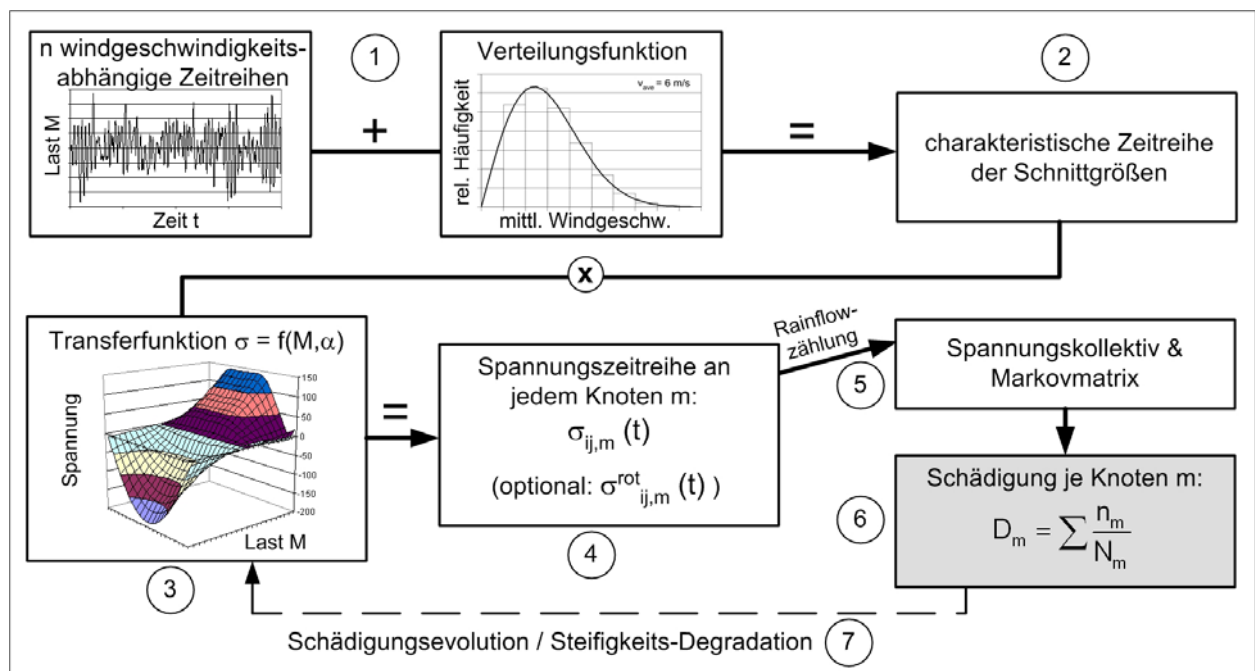 n windgeschwindigkeits-
abhängige Zeitreihen
Last M
Zeit t
1
+
Verteilungsfunktion
v_ave = 6 m/s
rel. Häufigkeit
mittl. Windgeschw.
=
2
charakteristische Zeitreihe
der Schnittgrößen
x
Transferfunktion σ = f(M,α)
Spannung
150
100
50
0
-50
-100
-150
-200
Last M
3
=
Spannungszeitreihe an
jedem Knoten m:
σ_ij,m (t)
(optional: σ^rot_ij,m (t) )
4
Rainflow-
zählung
5
Spannungskollektiv &
Markovmatrix
Schädigung je Knoten m:
D_m = ∑ n_m / N_m
6
Schädigungsevolution / Steifigkeits-Degradation
7